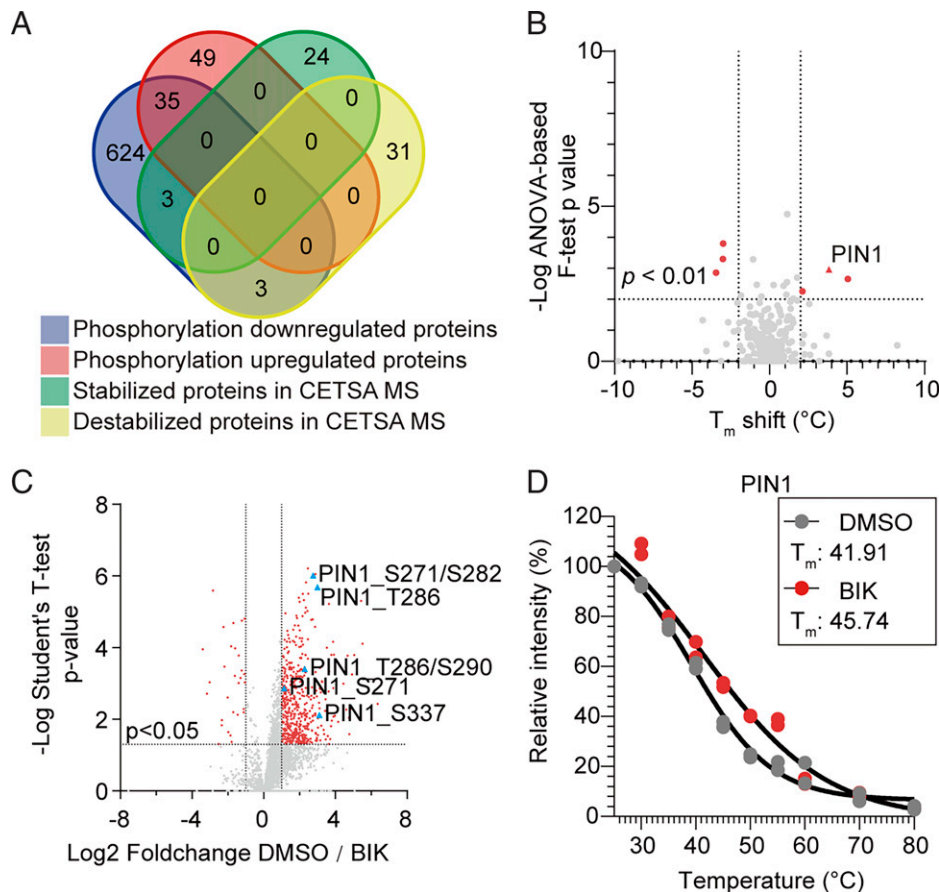 A
49
24
35
0
0
624
0
0
31
3
0
0
0
0
3
Phosphorylation downregulated proteins
Phosphorylation upregulated proteins
Stabilized proteins in CETSA MS
Destabilized proteins in CETSA MS
B
-Log ANOVA-based
F-test p value
10
5
0
p < 0.01
PIN1
-10
-5
0
5
10
Tm shift (°C)
C
-Log Student's T-test
p-value
8
6
4
2
0
p<0.05
PIN1_S271/S282
PIN1_T286
PIN1_T286/S290
PIN1_S271
PIN1_S337
-8
-4
0
4
8
Log2 Foldchange DMSO / BIK
D
PIN1
Relative intensity (%)
120
100
80
60
40
20
0
DMSO
Tm: 41.91
BIK
Tm: 45.74
30
40
50
60
70
80
Temperature (°C)